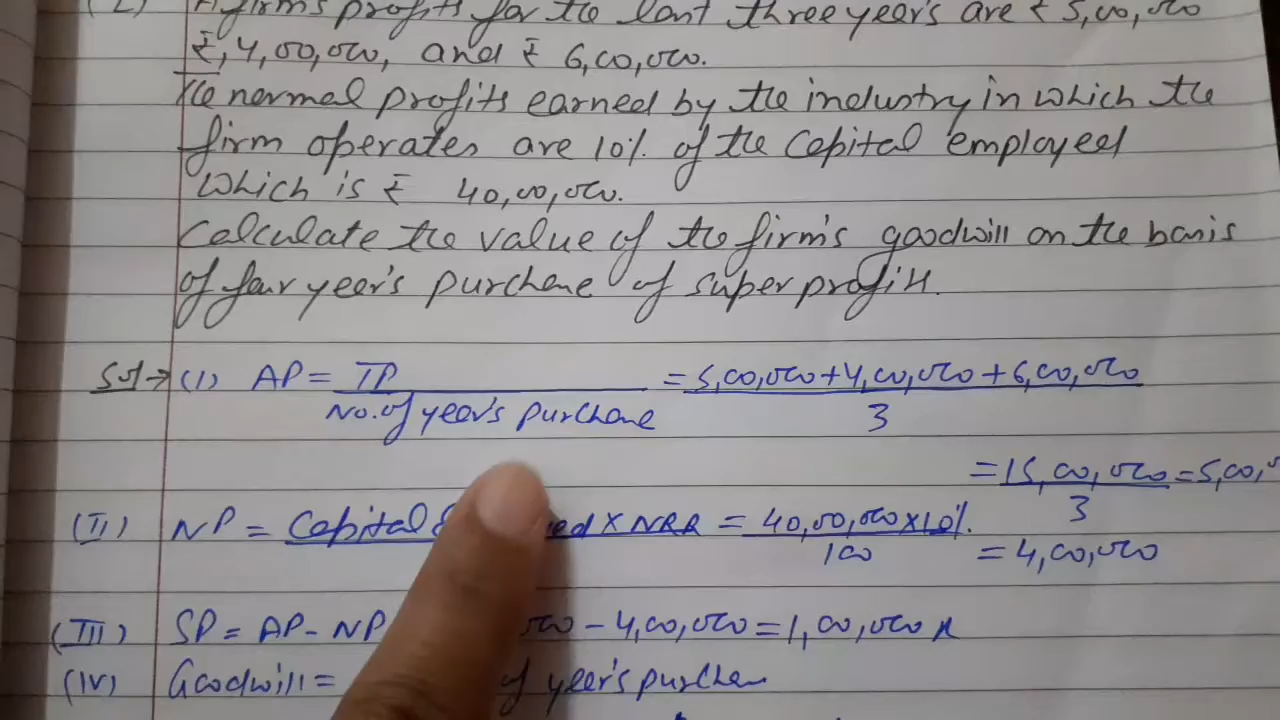 (2) A firm's profits for the last three year's are ₹ 5,00,000
₹, 4,00,000, and ₹ 6,00,000.
The normal profits earned by the industry in which the
firm operates are 10% of the Capital employed
Which is ₹ 40,00,000.
Calculate the value of the firm's goodwill on the basis
of four year's purchase of super profit.
Sol→ (1) AP = TP / No. of year's purchase = 5,00,000+4,00,000+6,00,000 / 3
= 15,00,000 / 3 = 5,00,
(II) NP = Capital × NRR = 40,00,000×10% / 100 = 4,00,000
(III) SP = AP - NP - 4,00,000 = 1,00,000
(IV) Goodwill = of year's purchase